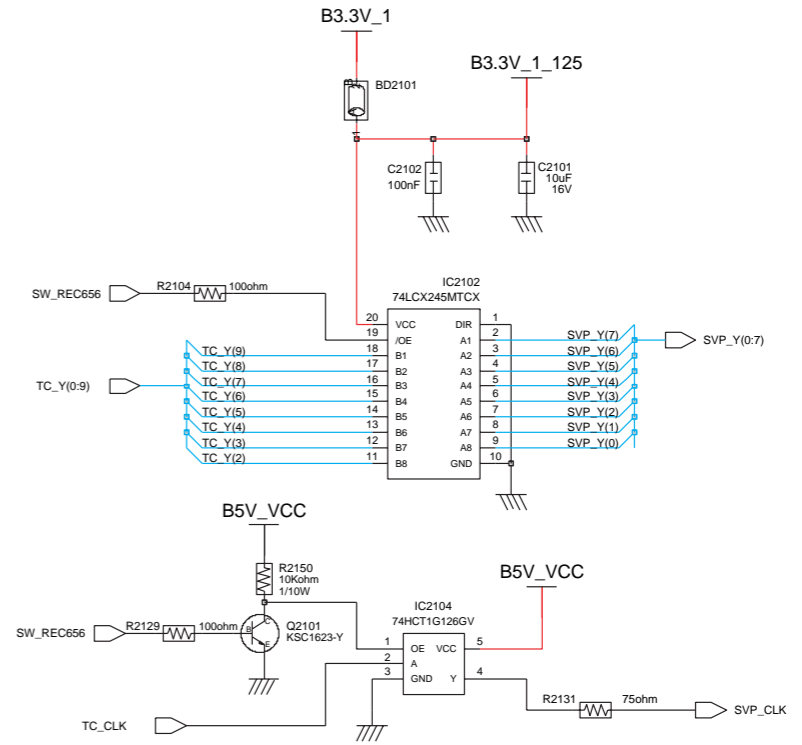 B3.3V_1
B3.3V_1_125
BD2101
C2102
100nF
C2101
10uF
16V
IC2102
74LCX245MTCX
SW_REC656
R2104
100ohm
20 VCC DIR 1
19 /OE A1 2 SVP_Y(7)
TC_Y(9) 18 B1 A2 3 SVP_Y(6)
TC_Y(8) 17 B2 A3 4 SVP_Y(5)
TC_Y(7) 16 B3 A4 5 SVP_Y(4)
TC_Y(6) 15 B4 A5 6 SVP_Y(3)
TC_Y(5) 14 B5 A6 7 SVP_Y(2)
TC_Y(4) 13 B6 A7 8 SVP_Y(1)
TC_Y(3) 12 B7 A8 9 SVP_Y(0)
TC_Y(2) 11 B8 GND 10
SVP_Y(0:7)
TC_Y(0:9)
B5V_VCC
R2150
10Kohm
1/10W
SW_REC656
R2129
100ohm
B C E
Q2101
KSC1623-Y
IC2104
74HCT1G126GV
B5V_VCC
1 OE VCC 5
2 A
3 GND Y 4
R2131
75ohm
SVP_CLK
TC_CLK